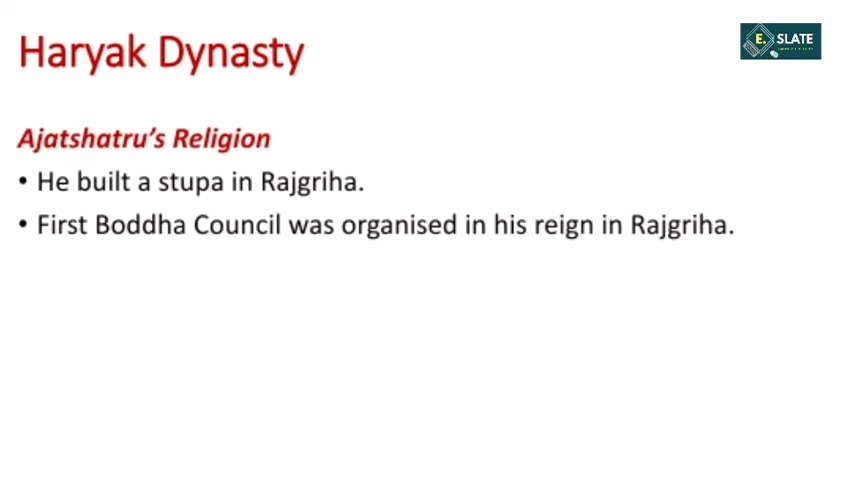 Haryak Dynasty
E. SLATE
Ajatshatru's Religion
• He built a stupa in Rajgriha.
• First Boddha Council was organised in his reign in Rajgriha.